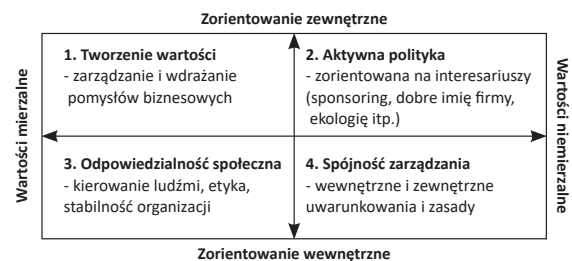 Zorientowanie zewnętrzne
Wartości mierzalne
1. Tworzenie wartości
- zarządzanie i wdrażanie
pomysłów biznesowych
2. Aktywna polityka
- zorientowana na interesariuszy
(sponsoring, dobre imię firmy,
ekologię itp.)
Wartości niemierzalne
3. Odpowiedzialność społeczna
- kierowanie ludźmi, etyka,
stabilność organizacji
4. Spójność zarządzania
- wewnętrzne i zewnętrzne
uwarunkowania i zasady
Zorientowanie wewnętrzne